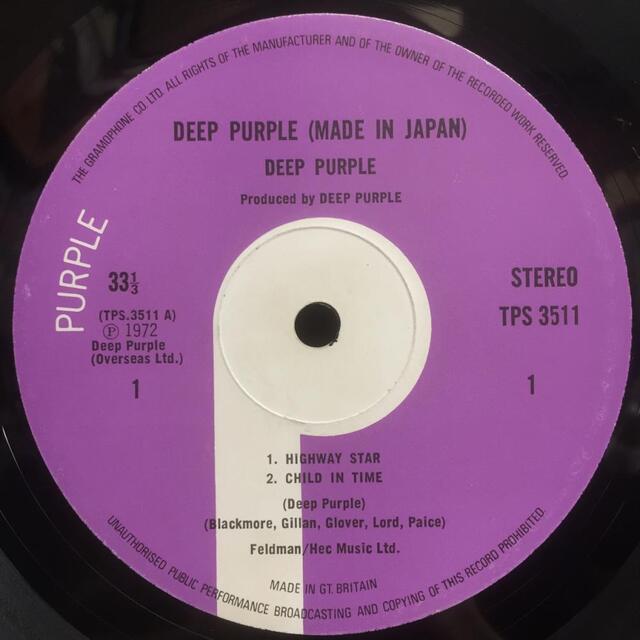 THE GRAMOPHONE CO LTD. ALL RIGHTS OF THE MANUFACTURER AND OF THE OWNER OF THE RECORDED WORK RESERVED.
DEEP PURPLE (MADE IN JAPAN)
DEEP PURPLE
Produced by DEEP PURPLE
PURPLE
33⅓
(TPS.3511 A)
Ⓟ 1972
Deep Purple
(Overseas Ltd.)
1
STEREO
TPS 3511
1
1. HIGHWAY STAR
2. CHILD IN TIME
(Deep Purple)
(Blackmore, Gillan, Glover, Lord, Paice)
Feldman/Hec Music Ltd.
MADE IN GT. BRITAIN
UNAUTHORISED PUBLIC PERFORMANCE BROADCASTING AND COPYING OF THIS RECORD PROHIBITED.